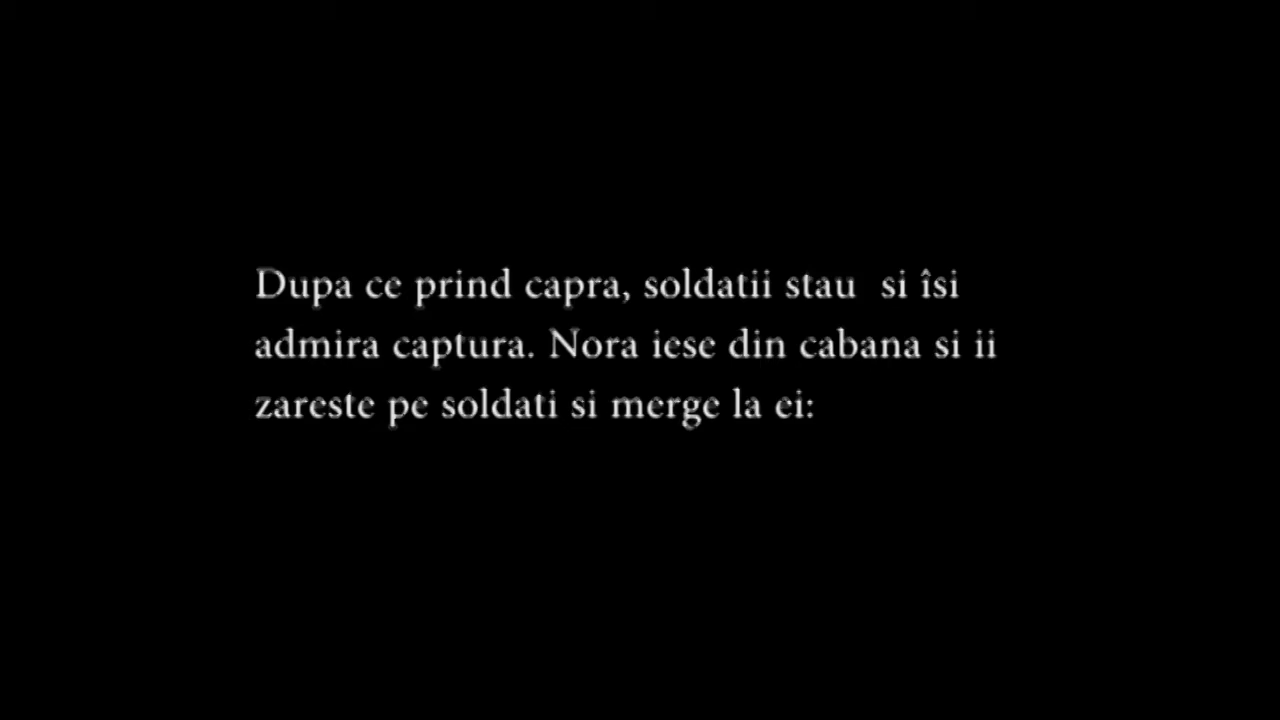 Dupa ce prind capra, soldatii stau  si îsi
admira captura. Nora iese din cabana si ii
zareste pe soldati si merge la ei: